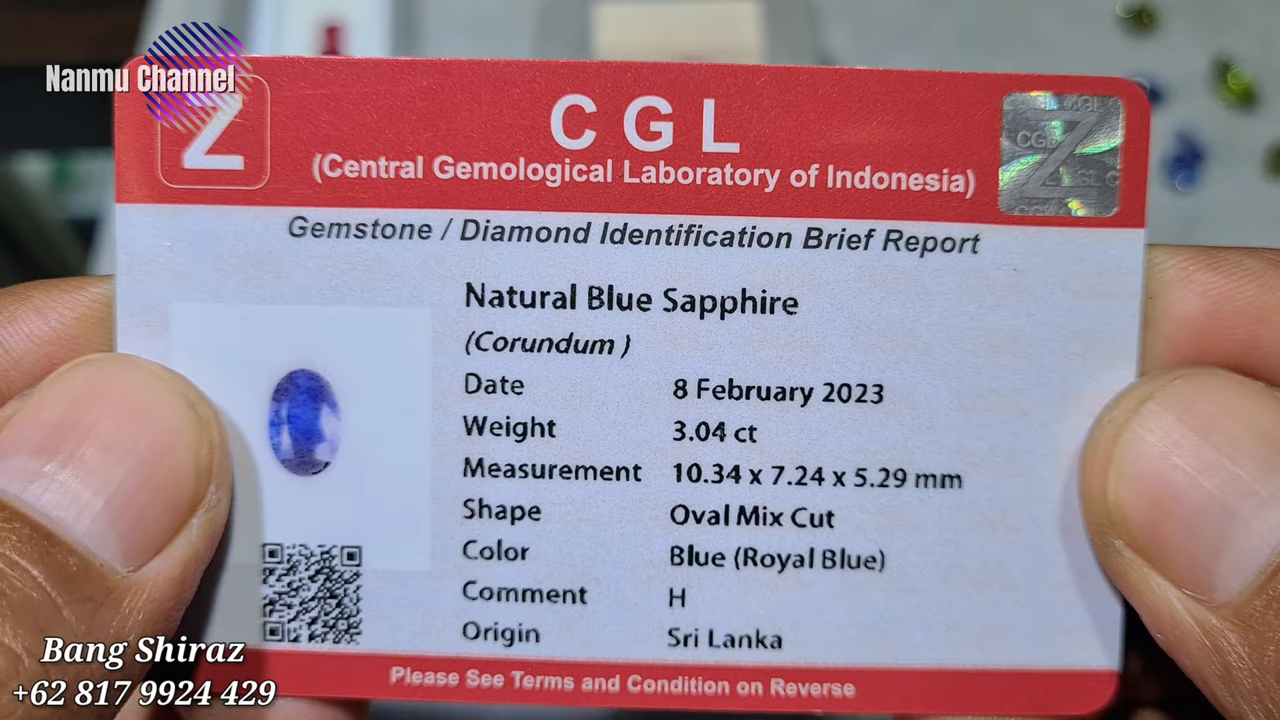 Nanmu Channel
Z
C G L
(Central Gemological Laboratory of Indonesia)
CGL
Z
Gemstone / Diamond Identification Brief Report
Natural Blue Sapphire
(Corundum )
Date 8 February 2023
Weight 3.04 ct
Measurement 10.34 x 7.24 x 5.29 mm
Shape Oval Mix Cut
Color Blue (Royal Blue)
Comment H
Origin Sri Lanka
Please See Terms and Condition on Reverse
Bang Shiraz
+62 817 9924 429